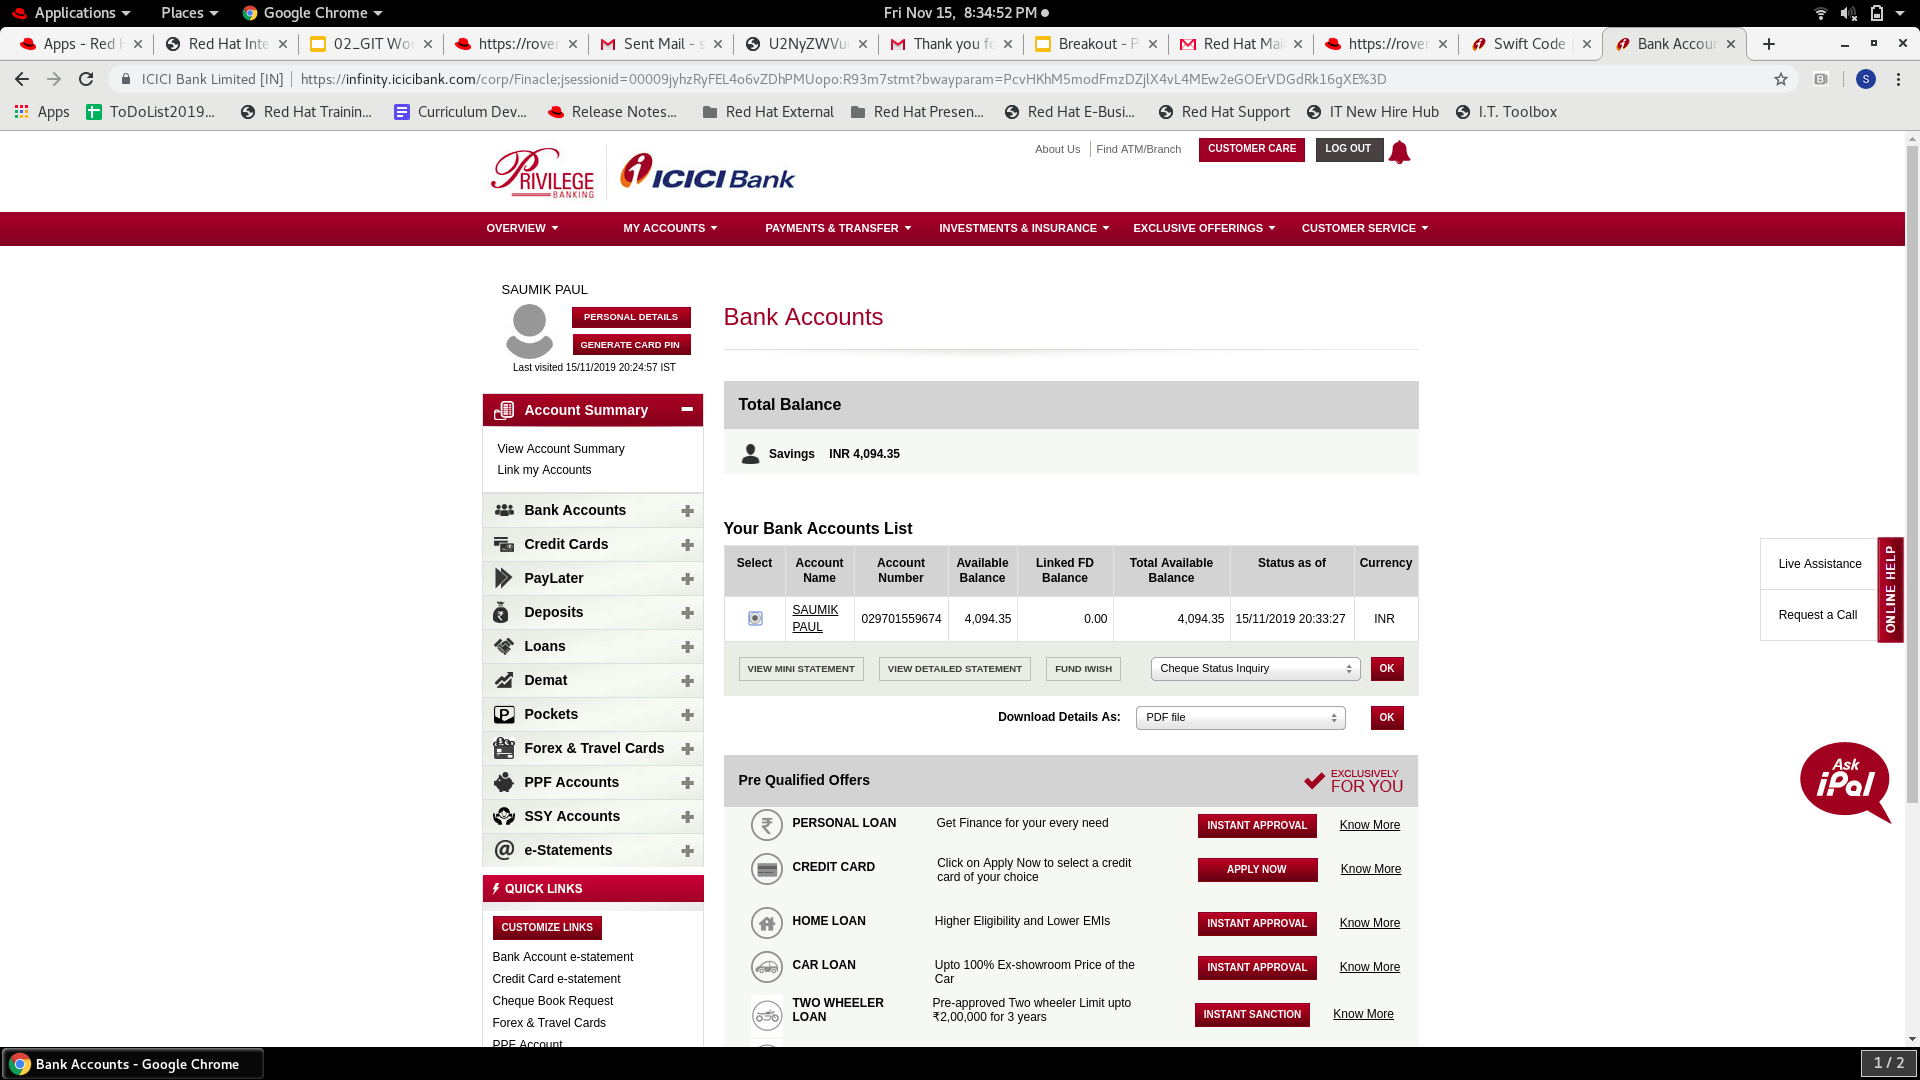 Applications Places Google Chrome Fri Nov 15, 8:34:52 PM
Apps - Red Red Hat Inte 02_GIT Wo https://rover Sent Mail - s U2NyZWVu Thank you fo Breakout - P Red Hat Mai https://rover Swift Code Bank Accou
ICICI Bank Limited [IN] https://infinity.icicibank.com/corp/Finacle;jsessionid=00009jyhzRyFEL4o6vZDhPMUopo:R93m7stmt?bwayparam=PcvHKhM5modFmzDZjlX4vL4MEw2eGOErVDGdRk16gXE%3D S
Apps ToDoList2019... Red Hat Trainin... Curriculum Dev... Release Notes... Red Hat External Red Hat Presen... Red Hat E-Busi... Red Hat Support IT New Hire Hub I.T. Toolbox
PRIVILEGE
BANKING
ICICI Bank
About Us Find ATM/Branch CUSTOMER CARE LOG OUT
OVERVIEW MY ACCOUNTS PAYMENTS & TRANSFER INVESTMENTS & INSURANCE EXCLUSIVE OFFERINGS CUSTOMER SERVICE
SAUMIK PAUL
PERSONAL DETAILS
GENERATE CARD PIN
Last visited 15/11/2019 20:24:57 IST
Account Summary
View Account Summary
Link my Accounts
Bank Accounts
Credit Cards
PayLater
Deposits
Loans
Demat
Pockets
Forex & Travel Cards
PPF Accounts
SSY Accounts
e-Statements
QUICK LINKS
CUSTOMIZE LINKS
Bank Account e-statement
Credit Card e-statement
Cheque Book Request
Forex & Travel Cards
PPF Account
Bank Accounts
Total Balance
Savings INR 4,094.35
Your Bank Accounts List
Select Account Name Account Number Available Balance Linked FD Balance Total Available Balance Status as of Currency
SAUMIK PAUL 029701559674 4,094.35 0.00 4,094.35 15/11/2019 20:33:27 INR
VIEW MINI STATEMENT VIEW DETAILED STATEMENT FUND IWISH Cheque Status Inquiry OK
Download Details As: PDF file OK
Pre Qualified Offers EXCLUSIVELY
FOR YOU
PERSONAL LOAN Get Finance for your every need INSTANT APPROVAL Know More
CREDIT CARD Click on Apply Now to select a credit
card of your choice APPLY NOW Know More
HOME LOAN Higher Eligibility and Lower EMIs INSTANT APPROVAL Know More
CAR LOAN Upto 100% Ex-showroom Price of the
Car INSTANT APPROVAL Know More
TWO WHEELER
LOAN Pre-approved Two wheeler Limit upto
₹2,00,000 for 3 years INSTANT SANCTION Know More
Live Assistance
Request a Call
ONLINE HELP
Ask
iPal
Bank Accounts - Google Chrome 1 / 2